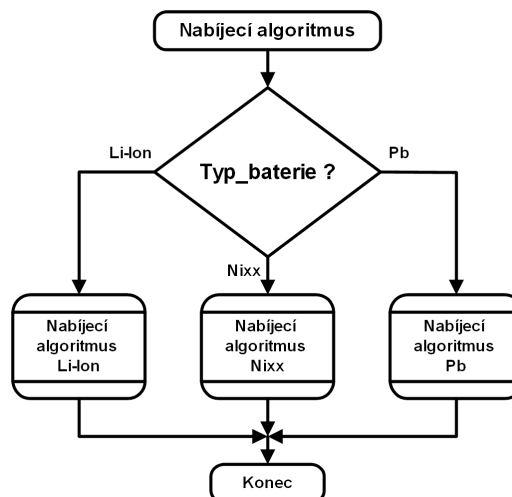 Nabíjecí algoritmus
Li-Ion
Pb
Typ_baterie ?
Nixx
Nabíjecí
algoritmus
Li-Ion
Nabíjecí
algoritmus
Nixx
Nabíjecí
algoritmus
Pb
Konec